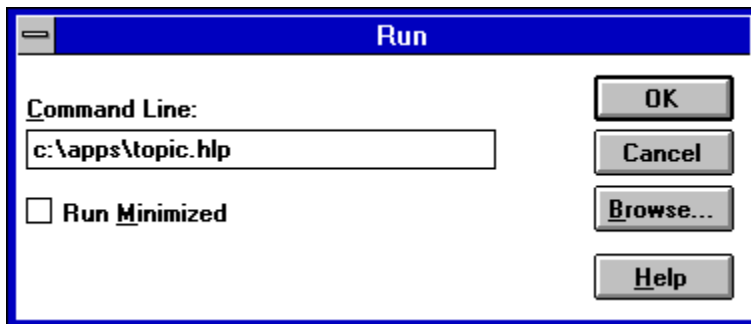 Run
Command Line:
c:\apps\topic.hlp
Run Minimized
OK
Cancel
Browse...
Help